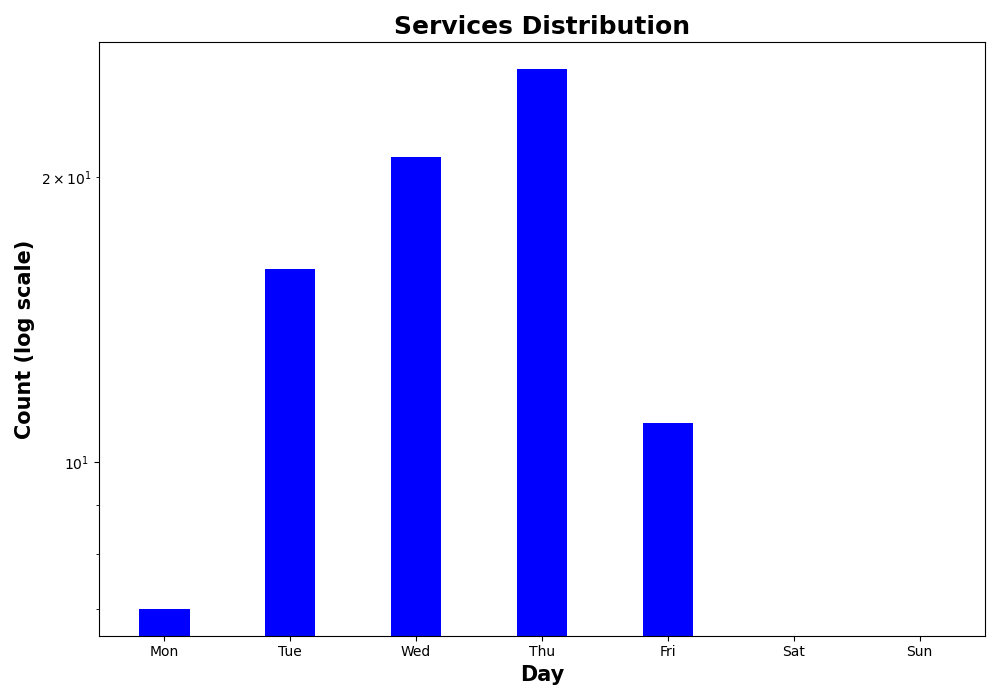 Services Distribution
Count (log scale)
2 × 10¹
10¹
Mon Tue Wed Thu Fri Sat Sun
Day